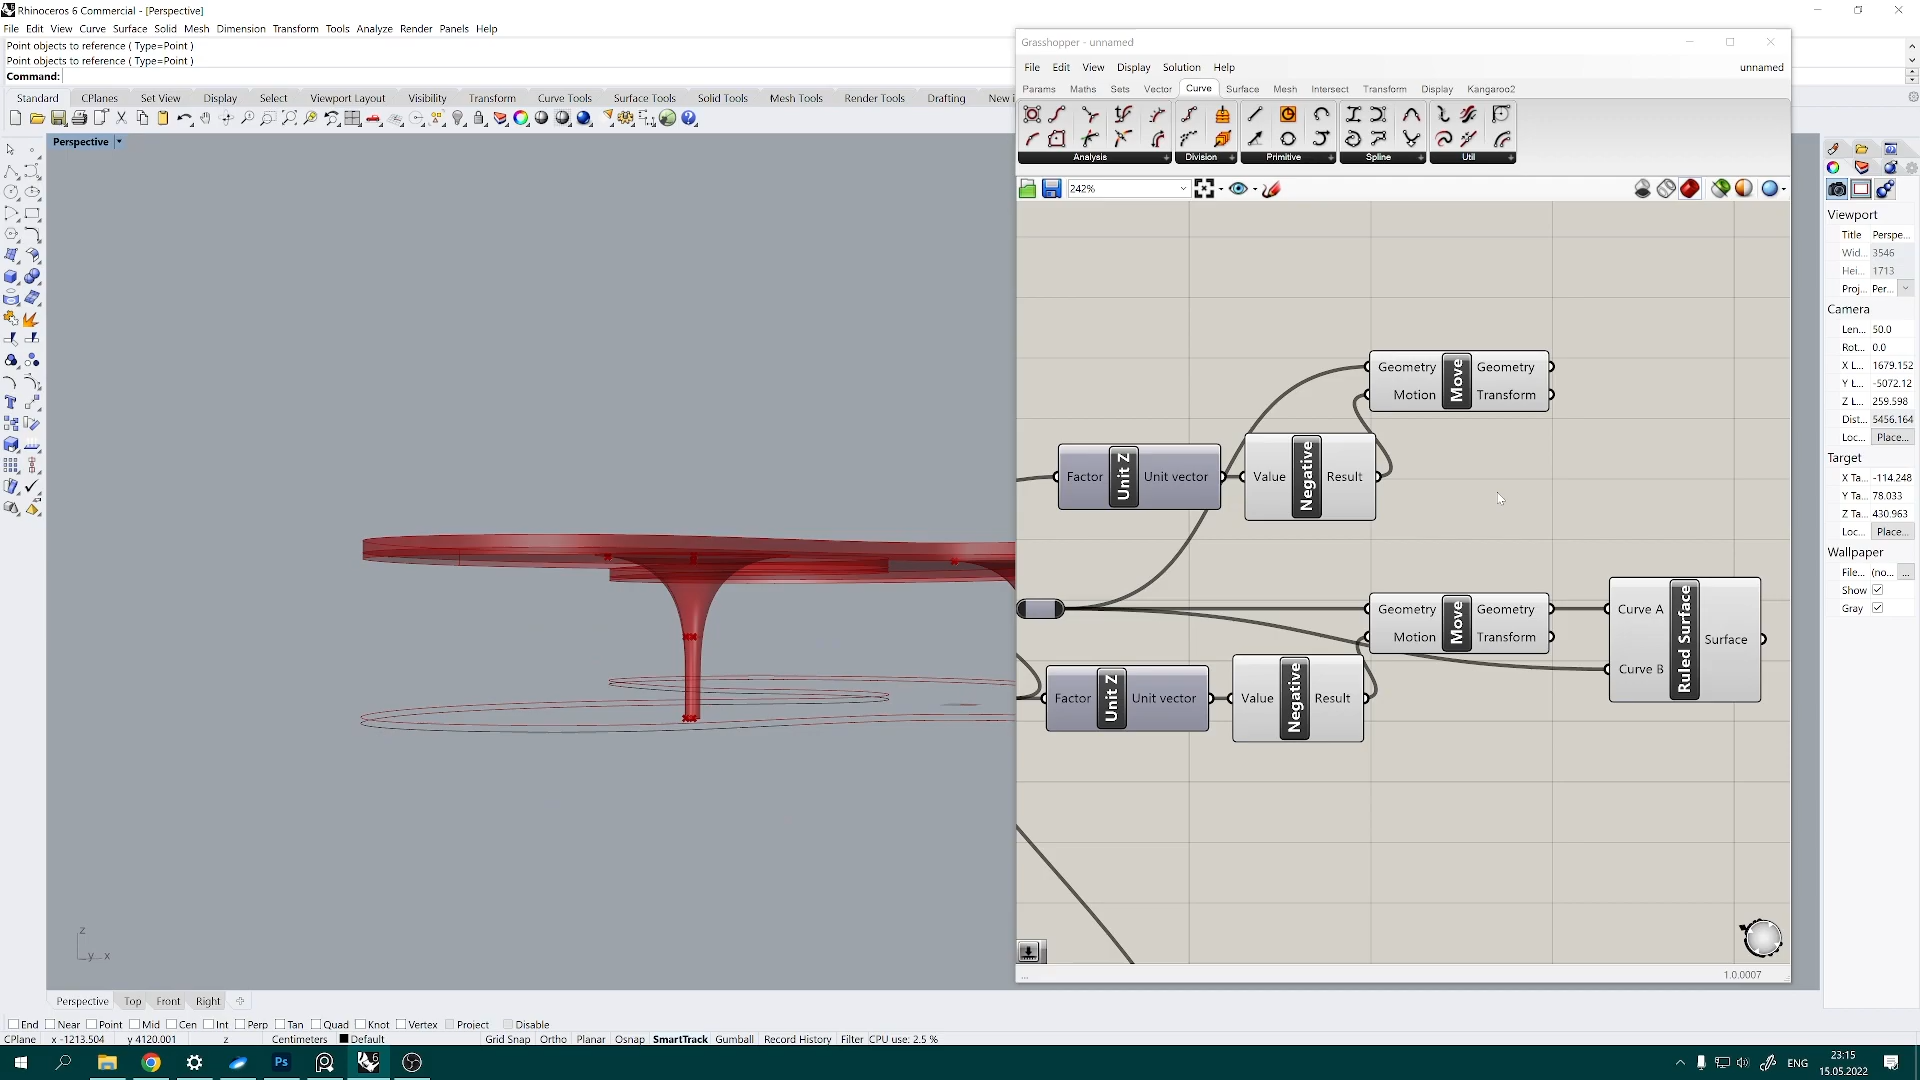 Rhinoceros 6 Commercial - [Perspective]
File Edit View Curve Surface Solid Mesh Dimension Transform Tools Analyze Render Panels Help
Point objects to reference ( Type=Point )
Point objects to reference ( Type=Point )
Command:
Standard CPlanes Set View Display Select Viewport Layout Visibility Transform Curve Tools Surface Tools Solid Tools Mesh Tools Render Tools Drafting New i
Perspective
Grasshopper - unnamed
File Edit View Display Solution Help unnamed
Params Maths Sets Vector Curve Surface Mesh Intersect Transform Display Kangaroo2
Analysis Division Primitive Spline Util
242%
Geometry Move Geometry
Motion Transform
Factor Unit Z Unit vector
Value Negative Result
Geometry Move Geometry
Motion Transform
Curve A Ruled Surface Surface
Curve B
Factor Unit Z Unit vector
Value Negative Result
...
1.0.0007
Viewport
Title Perspe...
Wid... 3546
Hei... 1713
Proj... Per...
Camera
Len... 50.0
Rot... 0.0
X L... 1679.152
Y L... -5072.12
Z L... 259.598
Dist... 5456.164
Loc... Place...
Target
X Ta... -114.248
Y Ta... 78.033
Z Ta... 430.963
Loc... Place...
Wallpaper
File... (no... ...
Show
Gray
z
y x
Perspective Top Front Right
End Near Point Mid Cen Int Perp Tan Quad Knot Vertex Project Disable
CPlane x -1213.504 y 4120.001 z Centimeters Default Grid Snap Ortho Planar Osnap SmartTrack Gumball Record History Filter CPU use: 2.5 %
Ps
6
ENG
23:15
15.05.2022